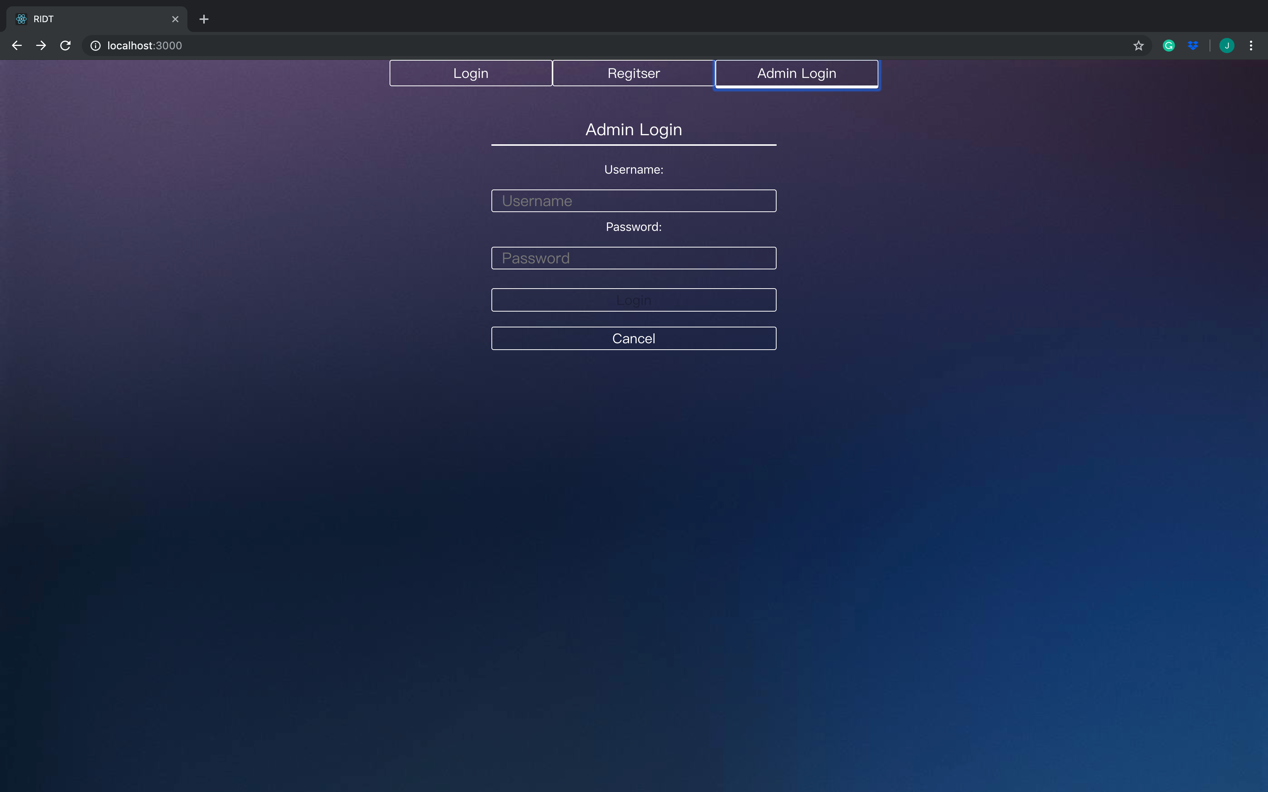 RIDT
localhost:3000
J
Login Regitser Admin Login
Admin Login
Username:
Username
Password:
Password
Login
Cancel